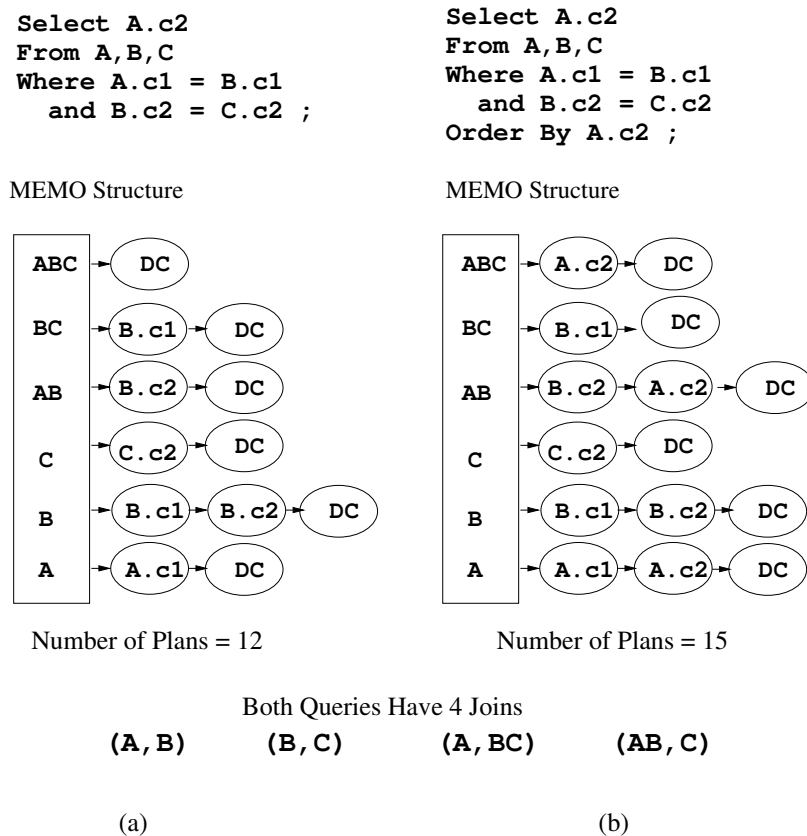 Select A.c2
From A,B,C
Where A.c1 = B.c1
and B.c2 = C.c2 ;
MEMO Structure
ABC DC
BC B.c1 DC
AB B.c2 DC
C C.c2 DC
B B.c1 B.c2 DC
A A.c1 DC
Number of Plans = 12
Select A.c2
From A,B,C
Where A.c1 = B.c1
and B.c2 = C.c2
Order By A.c2 ;
MEMO Structure
ABC A.c2 DC
BC B.c1 DC
AB B.c2 A.c2 DC
C C.c2 DC
B B.c1 B.c2 DC
A A.c1 A.c2 DC
Number of Plans = 15
Both Queries Have 4 Joins
(A,B) (B,C) (A,BC) (AB,C)
(a) (b)